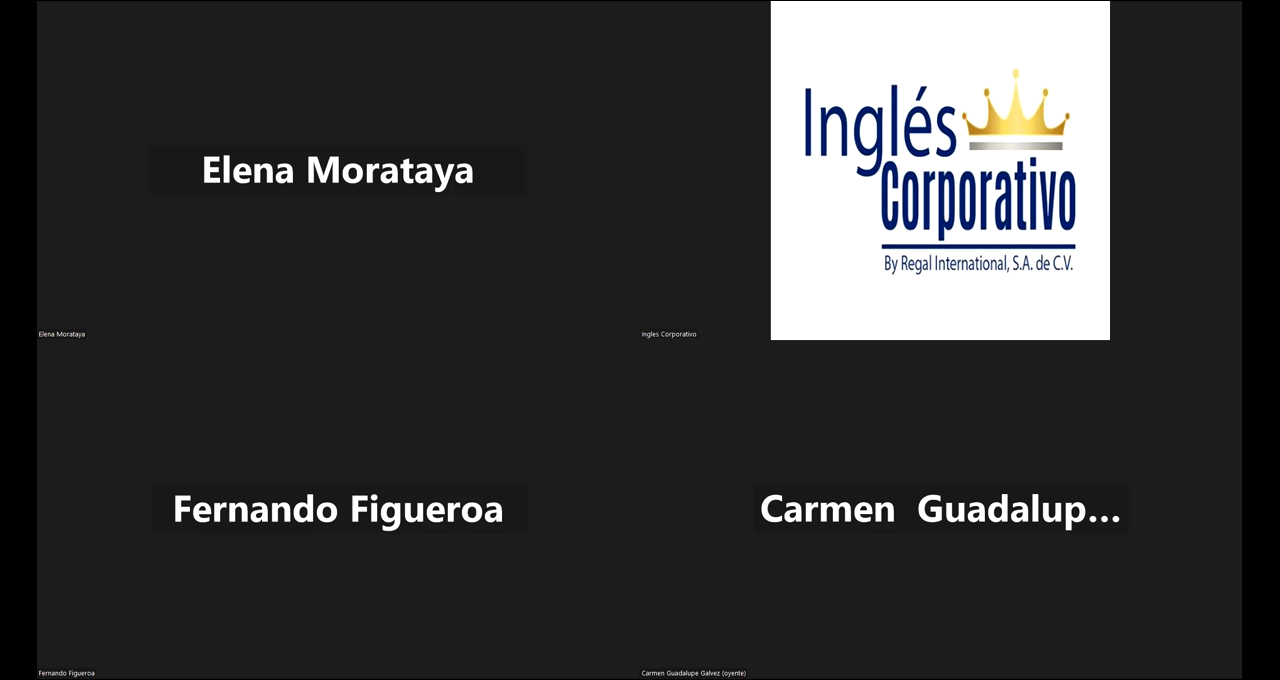 Elena Morataya
Elena Morataya
Inglés
Corporativo
By Regal International, S.A. de C.V.
Ingles Corporativo
Fernando Figueroa
Fernando Figueroa
Carmen  Guadalup...
Carmen Guadalupe Galvez (oyente)